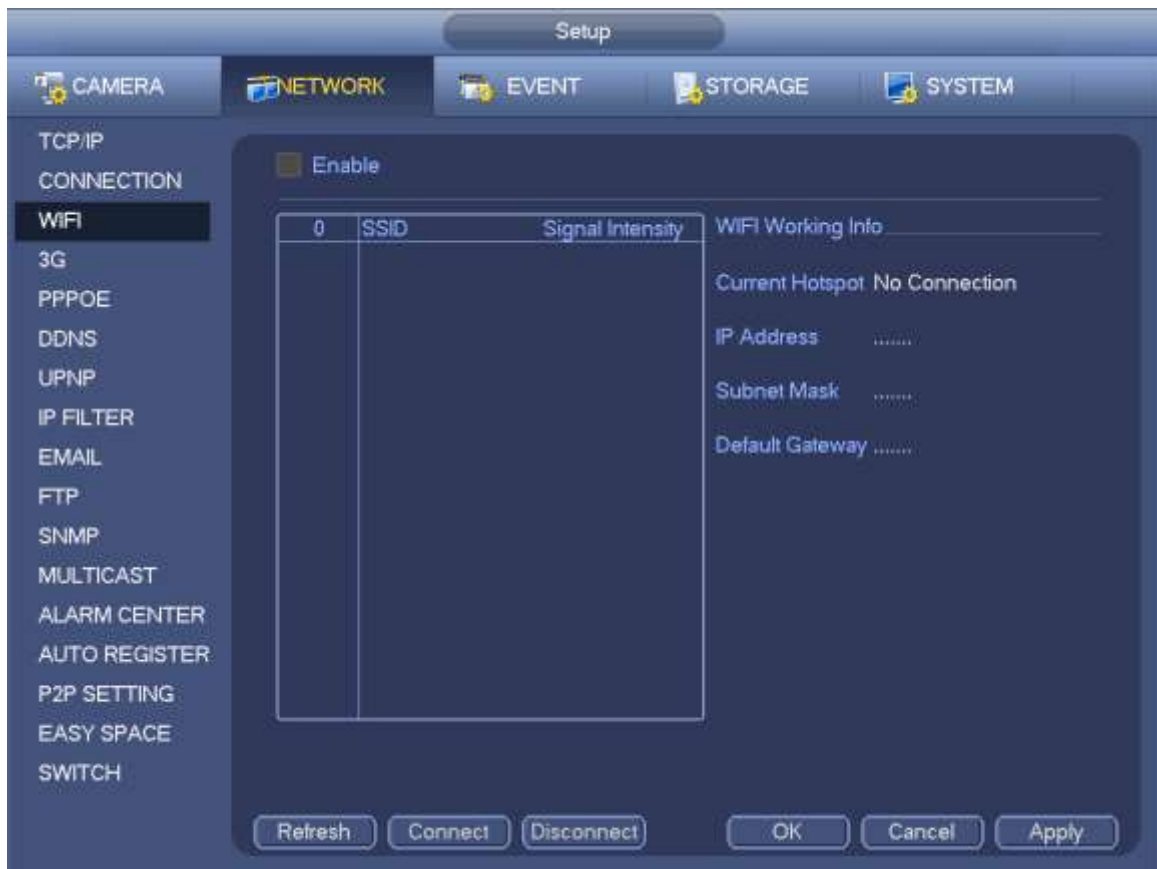 Setup
CAMERA NETWORK EVENT STORAGE SYSTEM
TCP/IP
CONNECTION
WIFI
3G
PPPOE
DDNS
UPNP
IP FILTER
EMAIL
FTP
SNMP
MULTICAST
ALARM CENTER
AUTO REGISTER
P2P SETTING
EASY SPACE
SWITCH
Enable
0 SSID Signal Intensity
WIFI Working Info
Current Hotspot No Connection
IP Address .......
Subnet Mask .......
Default Gateway .......
Refresh Connect Disconnect OK Cancel Apply